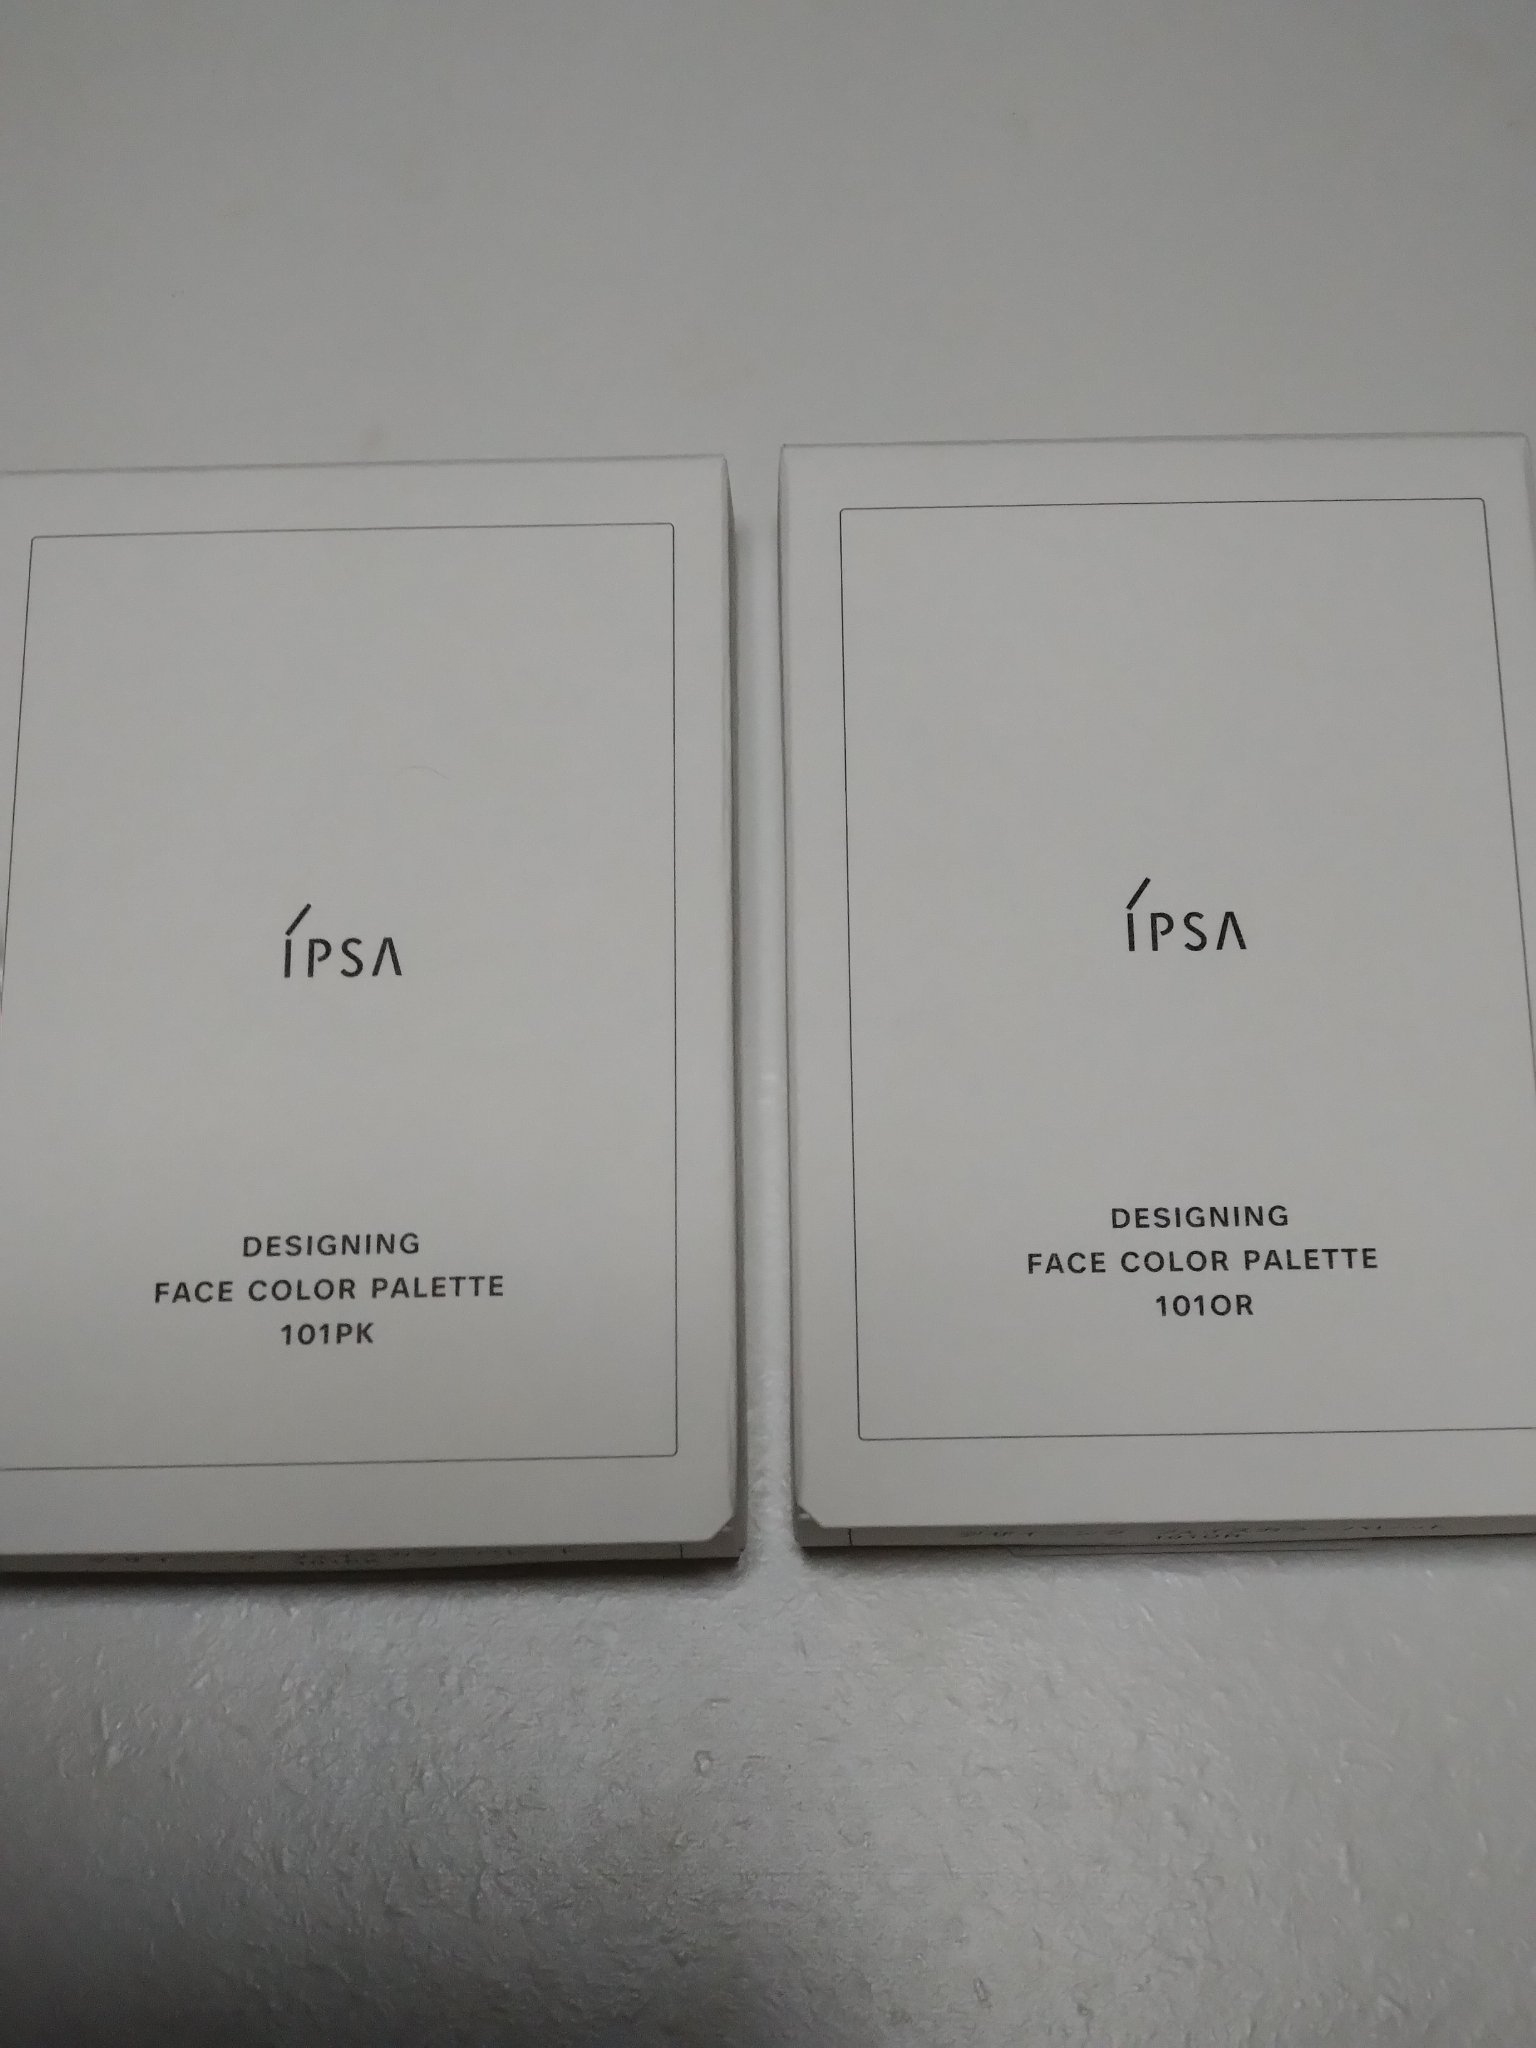 ÍPSA
DESIGNING
FACE COLOR PALETTE
101PK
ÍPSA
DESIGNING
FACE COLOR PALETTE
101OR